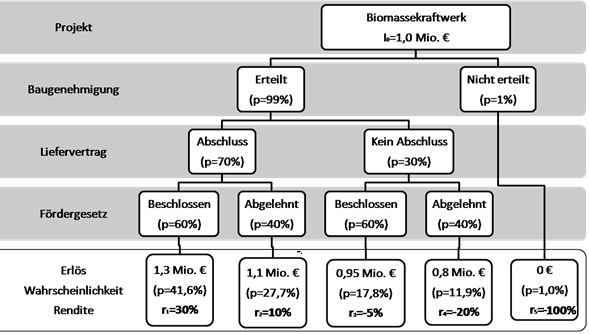 Projekt
Biomassekraftwerk
I₀=1,0 Mio. €
Baugenehmigung
Erteilt
(p=99%)
Nicht erteilt
(p=1%)
Liefervertrag
Abschluss
(p=70%)
Kein Abschluss
(p=30%)
Fördergesetz
Beschlossen
(p=60%)
Abgelehnt
(p=40%)
Beschlossen
(p=60%)
Abgelehnt
(p=40%)
Erlös
Wahrscheinlichkeit
Rendite
1,3 Mio. €
(p=41,6%)
r₁=30%
1,1 Mio. €
(p=27,7%)
r₂=10%
0,95 Mio. €
(p=17,8%)
r₃=-5%
0,8 Mio. €
(p=11,9%)
r₄=-20%
0 €
(p=1,0%)
r₅=-100%